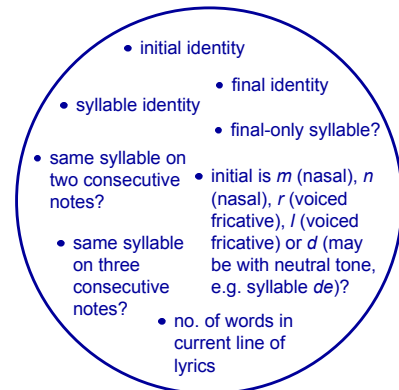 • initial identity
• final identity
• syllable identity
• final-only syllable?
• same syllable on
two consecutive
notes?
• initial is m (nasal), n
(nasal), r (voiced
fricative), l (voiced
fricative) or d (may
be with neutral tone,
e.g. syllable de)?
• same syllable
on three
consecutive
notes?
• no. of words in
current line of
lyrics